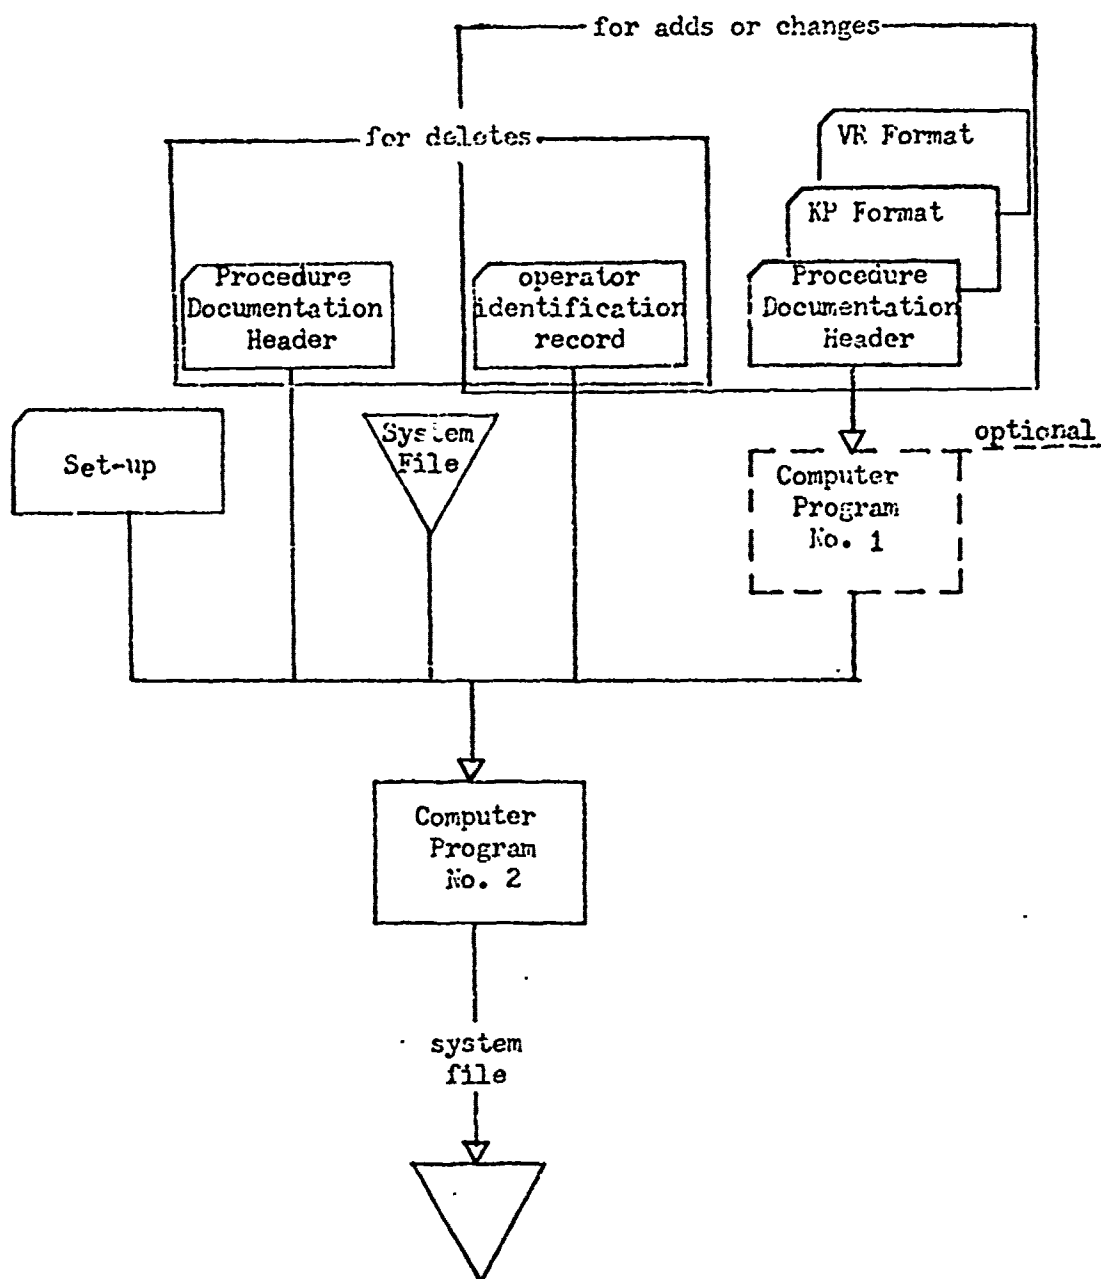 for adds or changes
for deletes
VR Format
KP Format
Procedure
Documentation
Header
operator
identification
record
Procedure
Documentation
Header
Set-up
System
File
optional
Computer
Program
No. 1
Computer
Program
No. 2
system
file